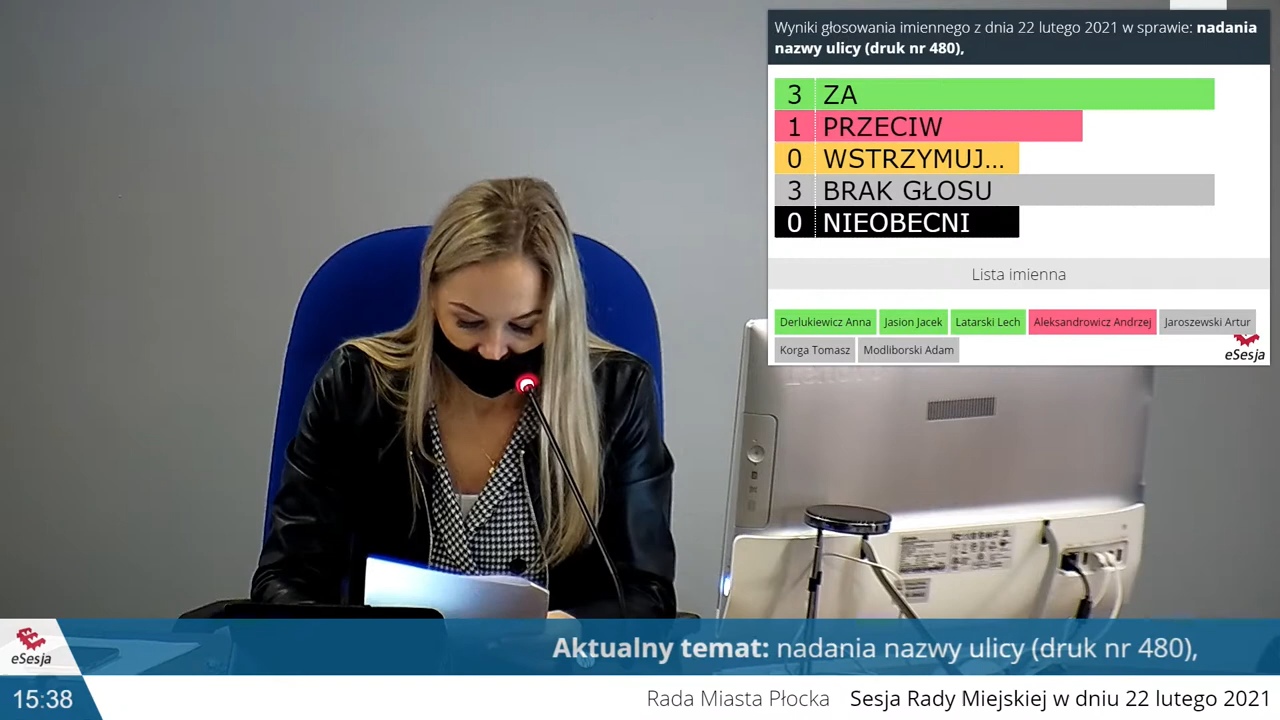 Wyniki głosowania imiennego z dnia 22 lutego 2021 w sprawie: nadania
nazwy ulicy (druk nr 480),
3 ZA
1 PRZECIW
0 WSTRZYMUJ...
3 BRAK GŁOSU
0 NIEOBECNI
Lista imienna
Derlukiewicz Anna Jasion Jacek Latarski Lech Aleksandrowicz Andrzej Jaroszewski Artur
Korga Tomasz Modliborski Adam
eSesja
eSesja
Aktualny temat: nadania nazwy ulicy (druk nr 480),
15:38
Rada Miasta Płocka Sesja Rady Miejskiej w dniu 22 lutego 2021